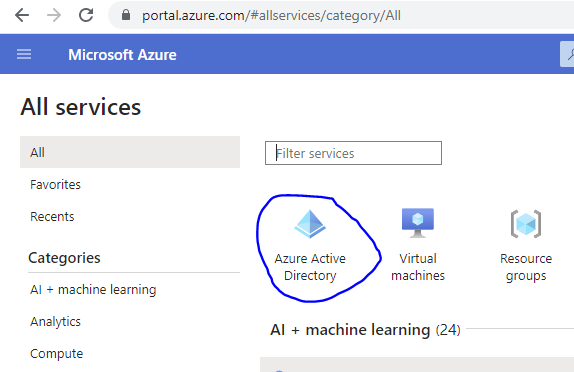 portal.azure.com/#allservices/category/All
Microsoft Azure
All services
All
Favorites
Recents
Categories
AI + machine learning
Analytics
Compute
Filter services
Azure Active
Directory
Virtual
machines
Resource
groups
AI + machine learning (24)